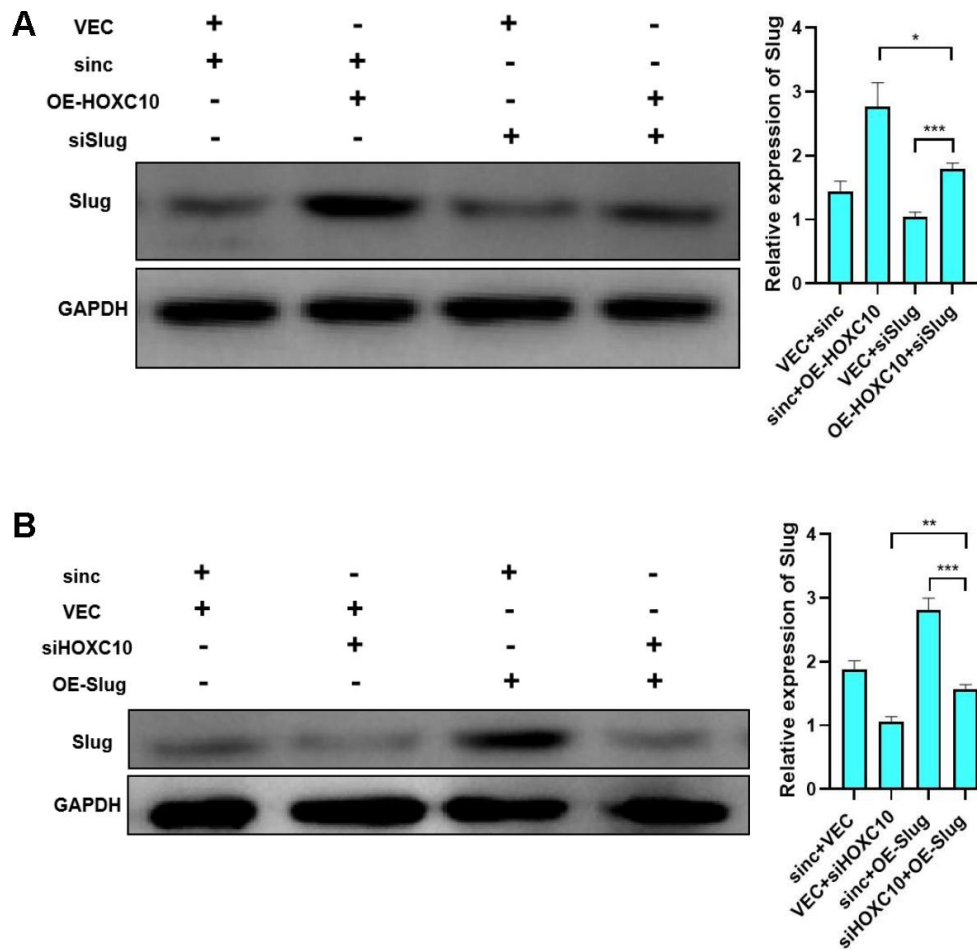 A
VEC + - + -
sinc + + - -
OE-HOXC10 - + - +
siSlug - - + +
Slug
GAPDH
Relative expression of Slug
4
3
2
1
0
*
***
VEC+sinc
sinc+OE-HOXC10
VEC+siSlug
OE-HOXC10+siSlug
B
sinc + - + -
VEC + + - -
siHOXC10 - + - +
OE-Slug - - + +
Slug
GAPDH
Relative expression of Slug
4
3
2
1
0
**
***
sinc+VEC
VEC+siHOXC10
sinc+OE-Slug
siHOXC10+OE-Slug